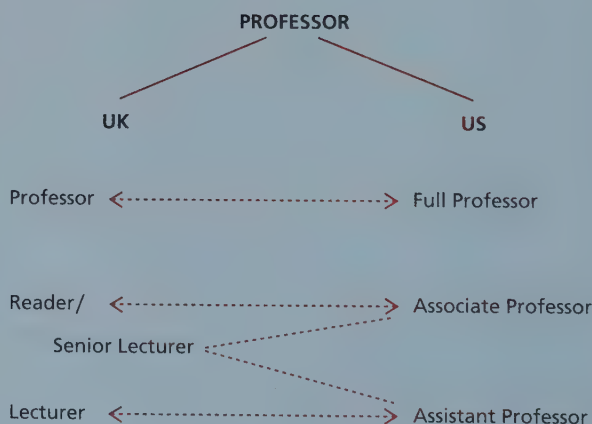 PROFESSOR
UK US
Professor Full Professor
Reader/ Associate Professor
Senior Lecturer
Lecturer Assistant Professor